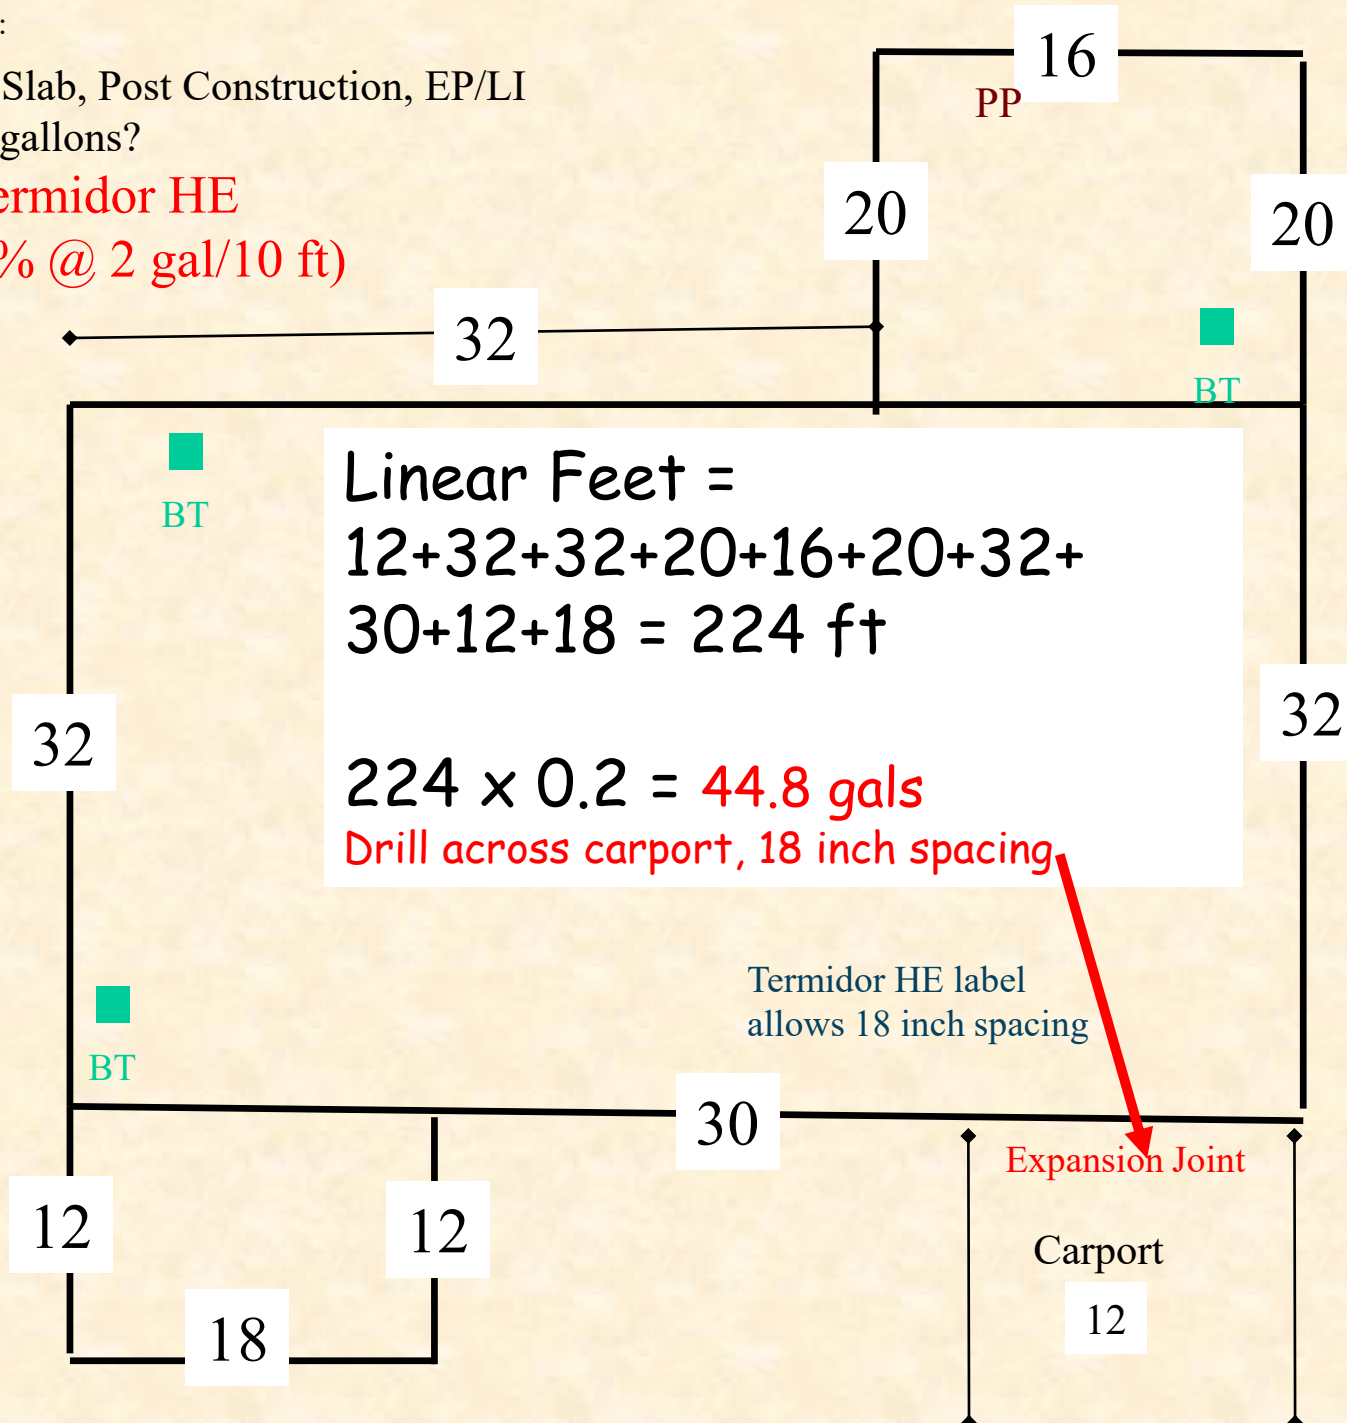 :
Slab, Post Construction, EP/LI
gallons?
ermidor HE
% @ 2 gal/10 ft)
16
PP
20
20
32
BT
BT
Linear Feet =
12+32+32+20+16+20+32+
30+12+18 = 224 ft
32
32
224 x 0.2 = 44.8 gals
Drill across carport, 18 inch spacing
Termidor HE label
allows 18 inch spacing
BT
30
Expansion Joint
12
12
Carport
12
18